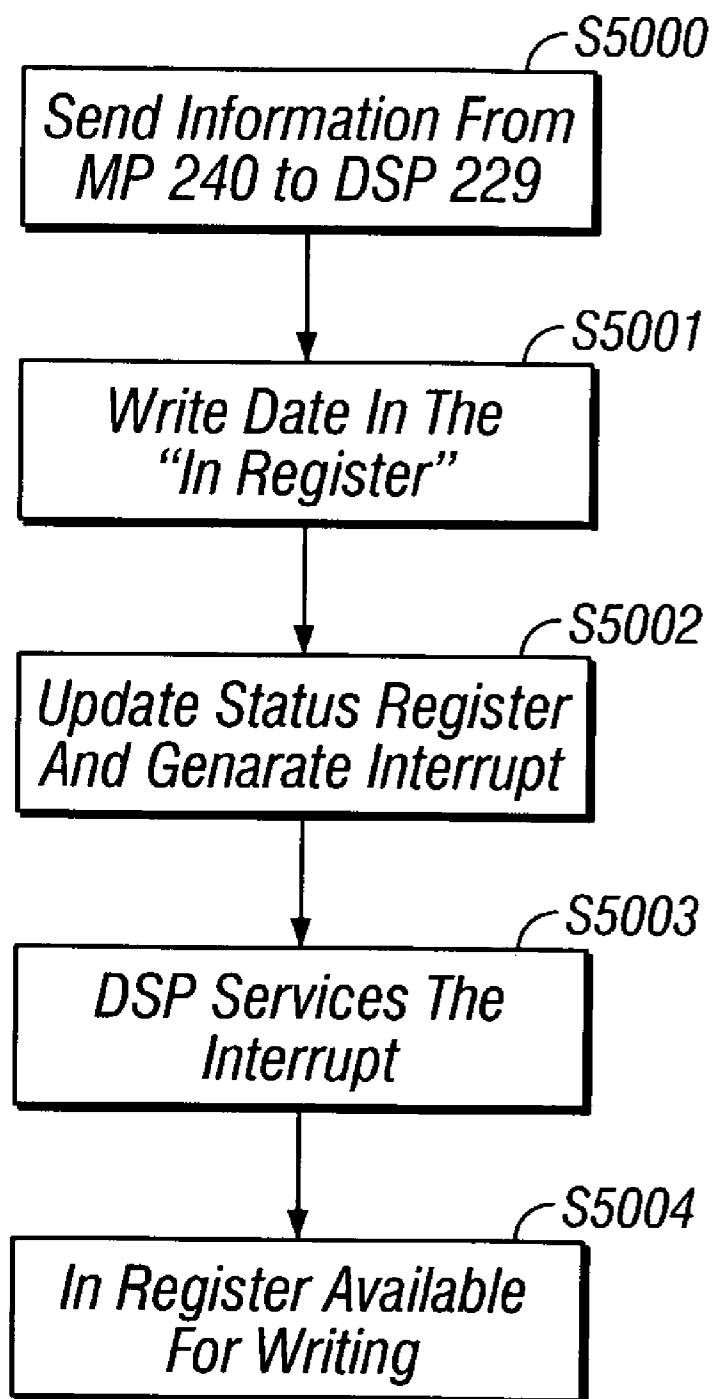 S5000
Send Information From
MP 240 to DSP 229
S5001
Write Date In The
“In Register”
S5002
Update Status Register
And Genarate Interrupt
S5003
DSP Services The
Interrupt
S5004
In Register Available
For Writing